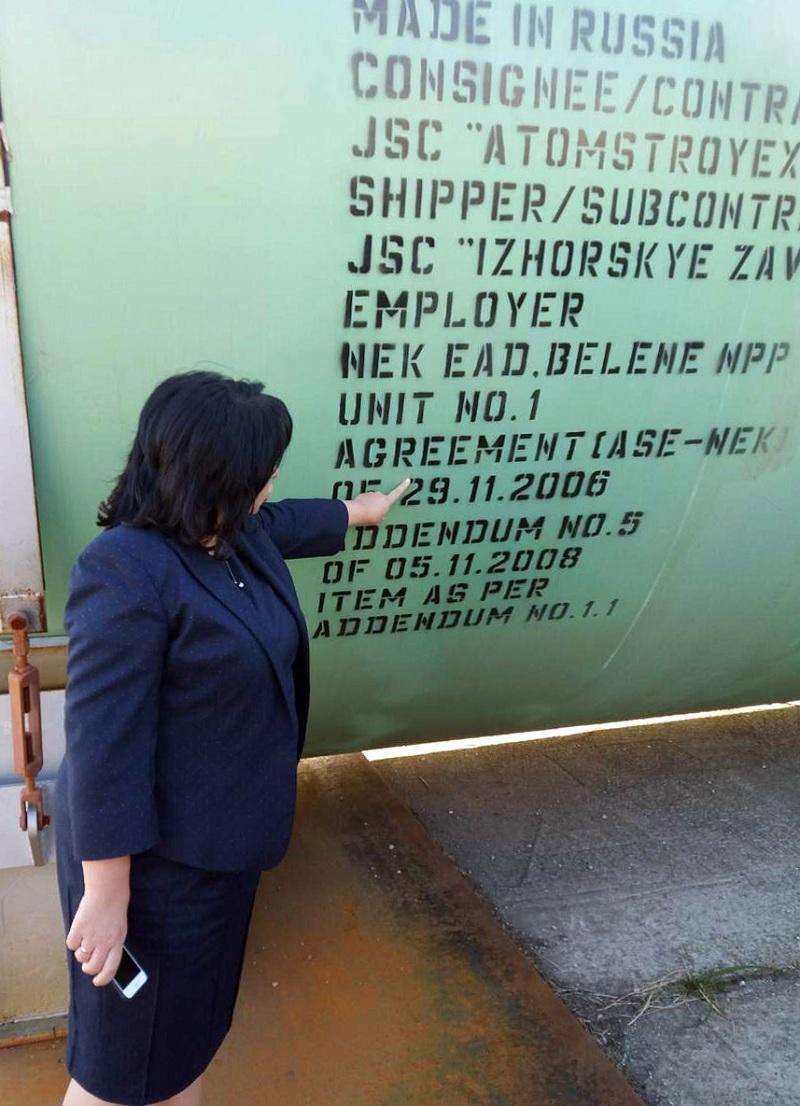 MADE IN RUSSIA
CONSIGNEE/CONTRA
JSC "ATOMSTROYEX
SHIPPER/SUBCONTR
JSC "IZHORSKYE ZAV
EMPLOYER
NEK EAD,BELENE NPP
UNIT NO.1
AGREEMENT(ASE-NEK)
OF 29.11.2006
ADDENDUM NO.5
OF 05.11.2008
ITEM AS PER
ADDENDUM NO.1.1